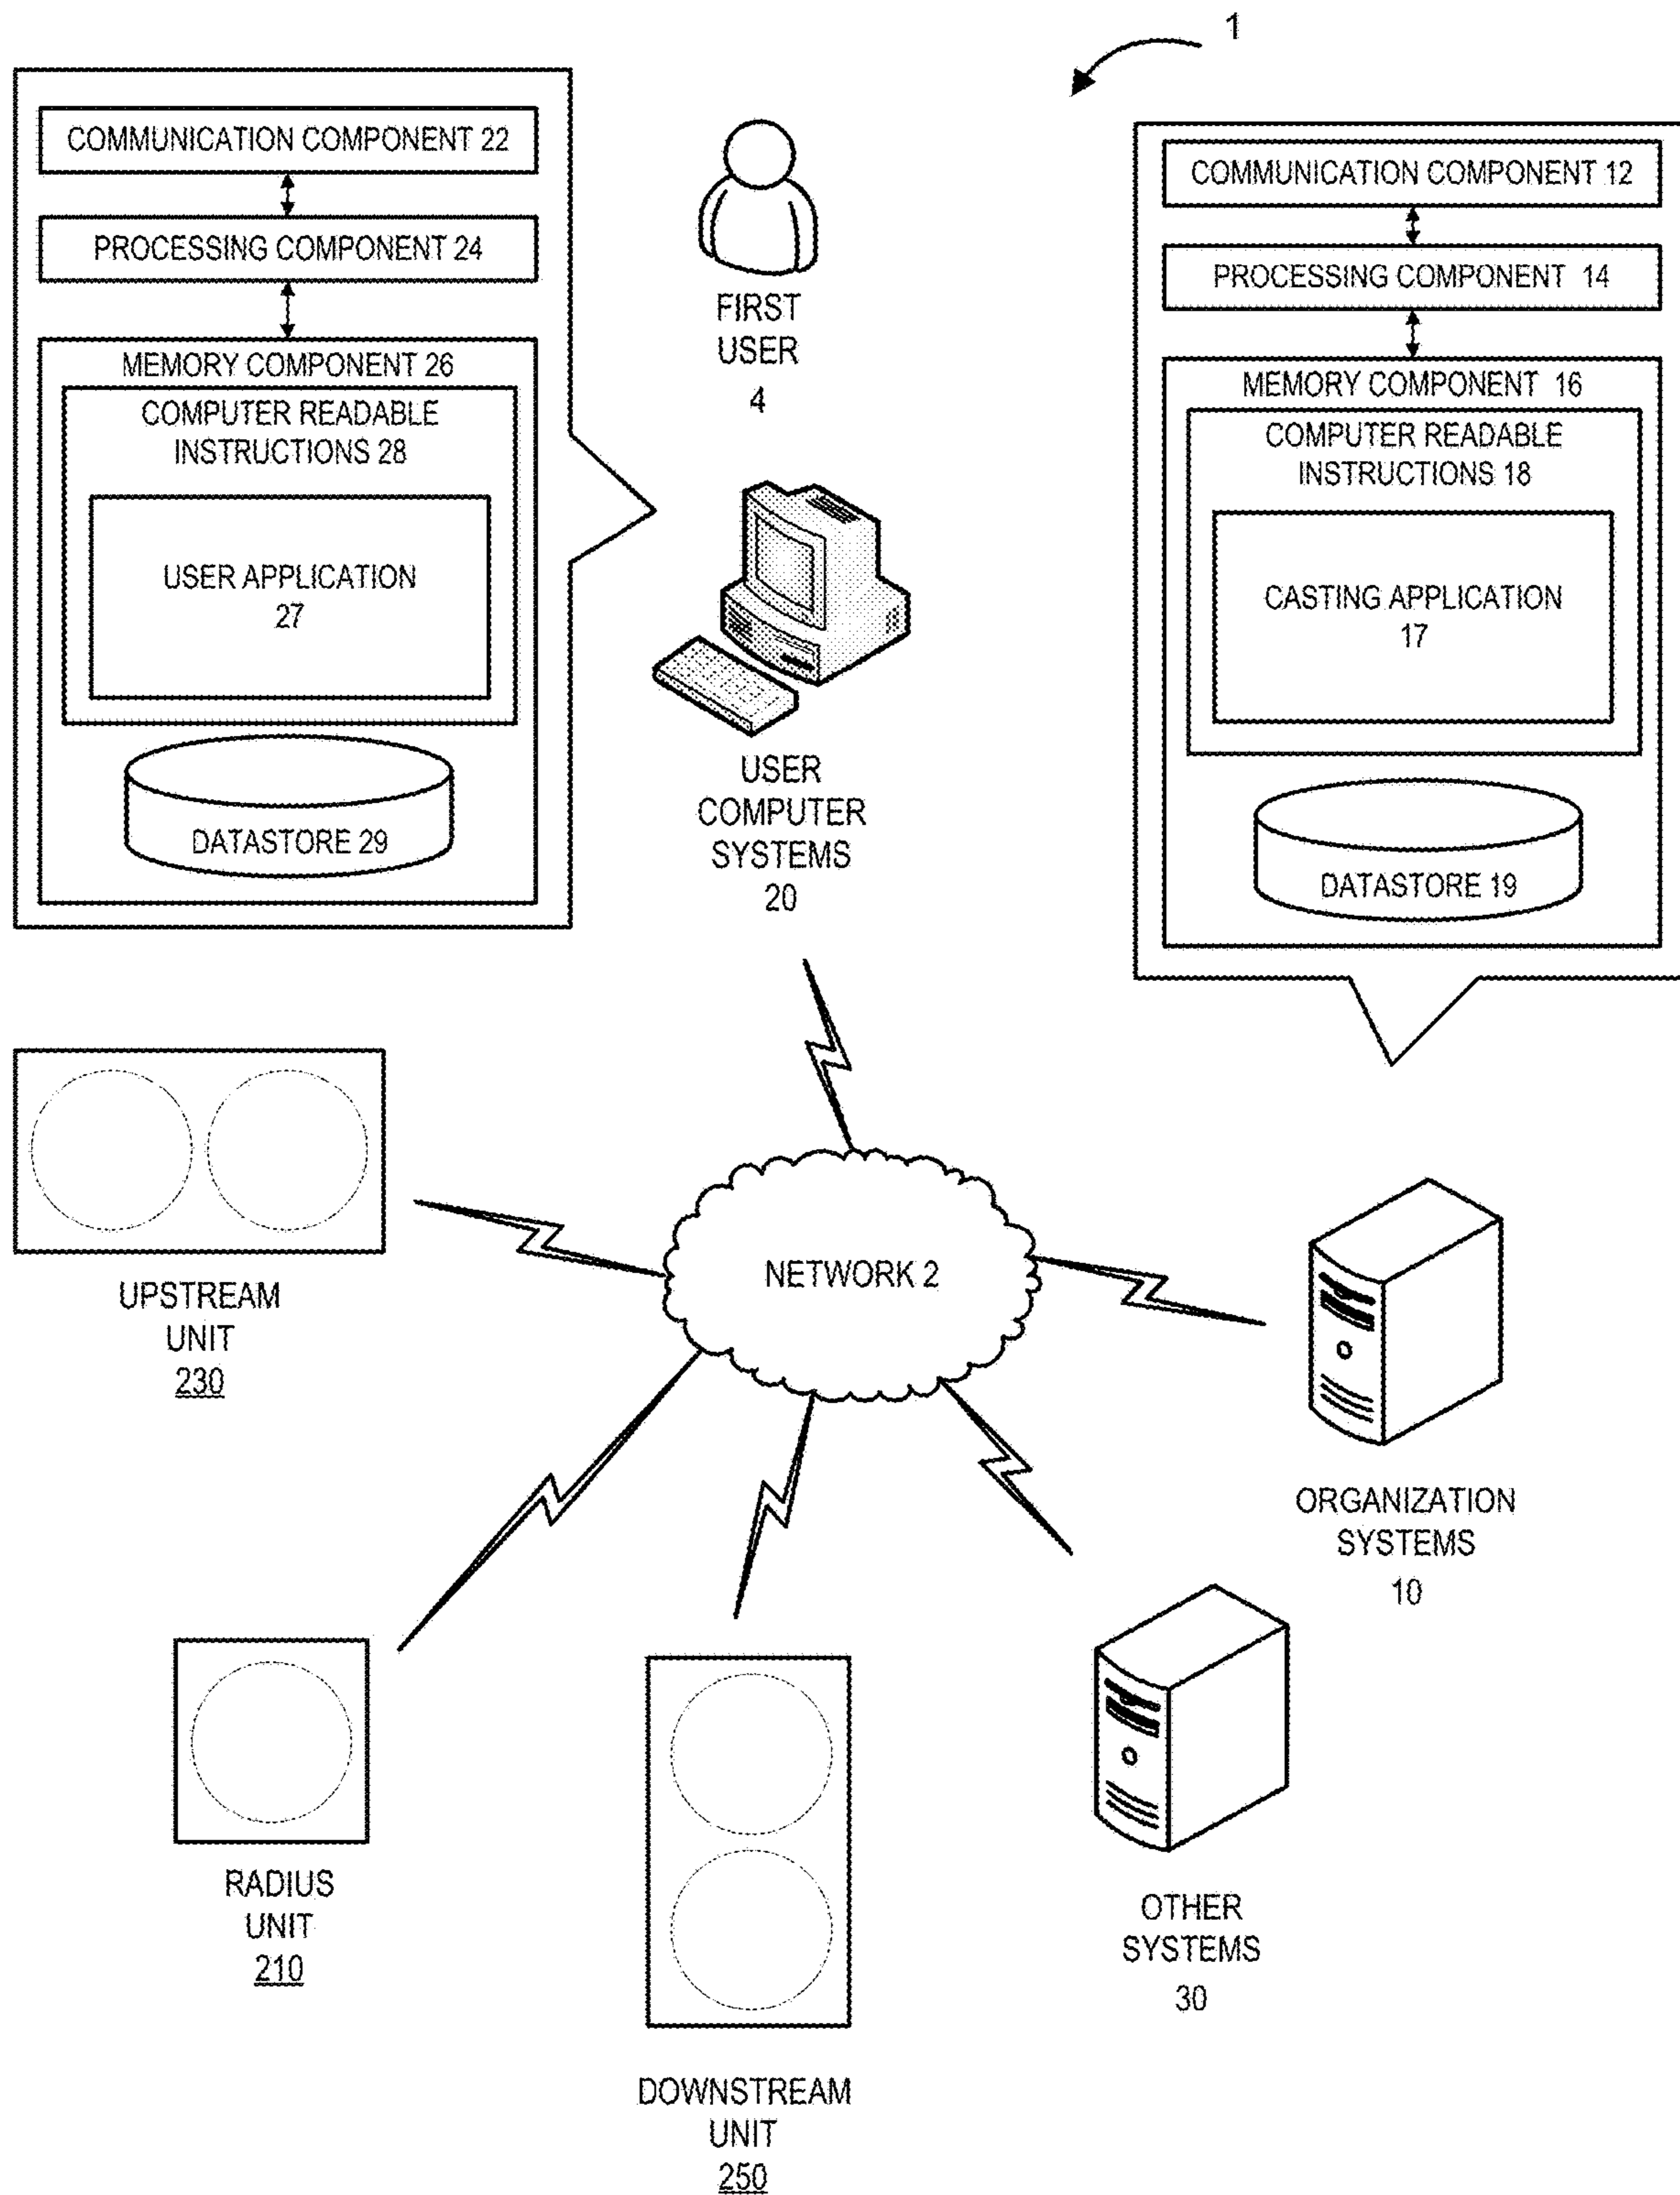 1
COMMUNICATION COMPONENT 22
PROCESSING COMPONENT 24
MEMORY COMPONENT 26
COMPUTER READABLE
INSTRUCTIONS 28
USER APPLICATION
27
DATASTORE 29
FIRST
USER
4
USER
COMPUTER
SYSTEMS
20
COMMUNICATION COMPONENT 12
PROCESSING COMPONENT 14
MEMORY COMPONENT 16
COMPUTER READABLE
INSTRUCTIONS 18
CASTING APPLICATION
17
DATASTORE 19
UPSTREAM
UNIT
230
NETWORK 2
ORGANIZATION
SYSTEMS
10
RADIUS
UNIT
210
DOWNSTREAM
UNIT
250
OTHER
SYSTEMS
30